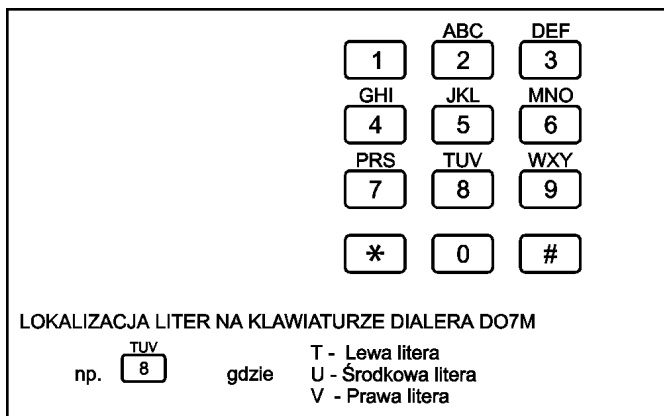 ABC DEF
1 2 3
GHI JKL MNO
4 5 6
PRS TUV WXY
7 8 9
* 0 #
LOKALIZACJA LITER NA KLAWIATURZE DIALERA DO7M
TUV
np. 8 gdzie
T - Lewa litera
U - Środkowa litera
V - Prawa litera